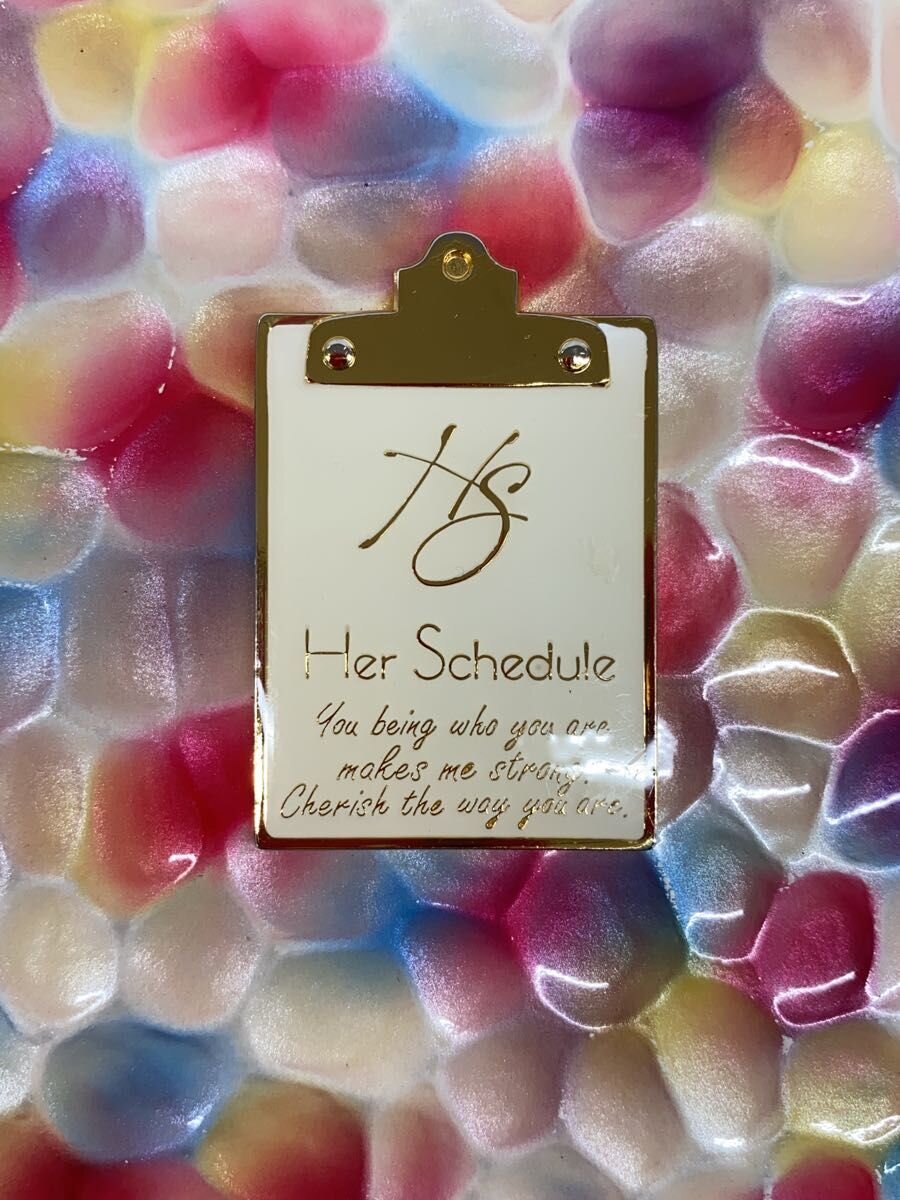 HS
Her Schedule
You being who you are
makes me strong.
Cherish the way you are.